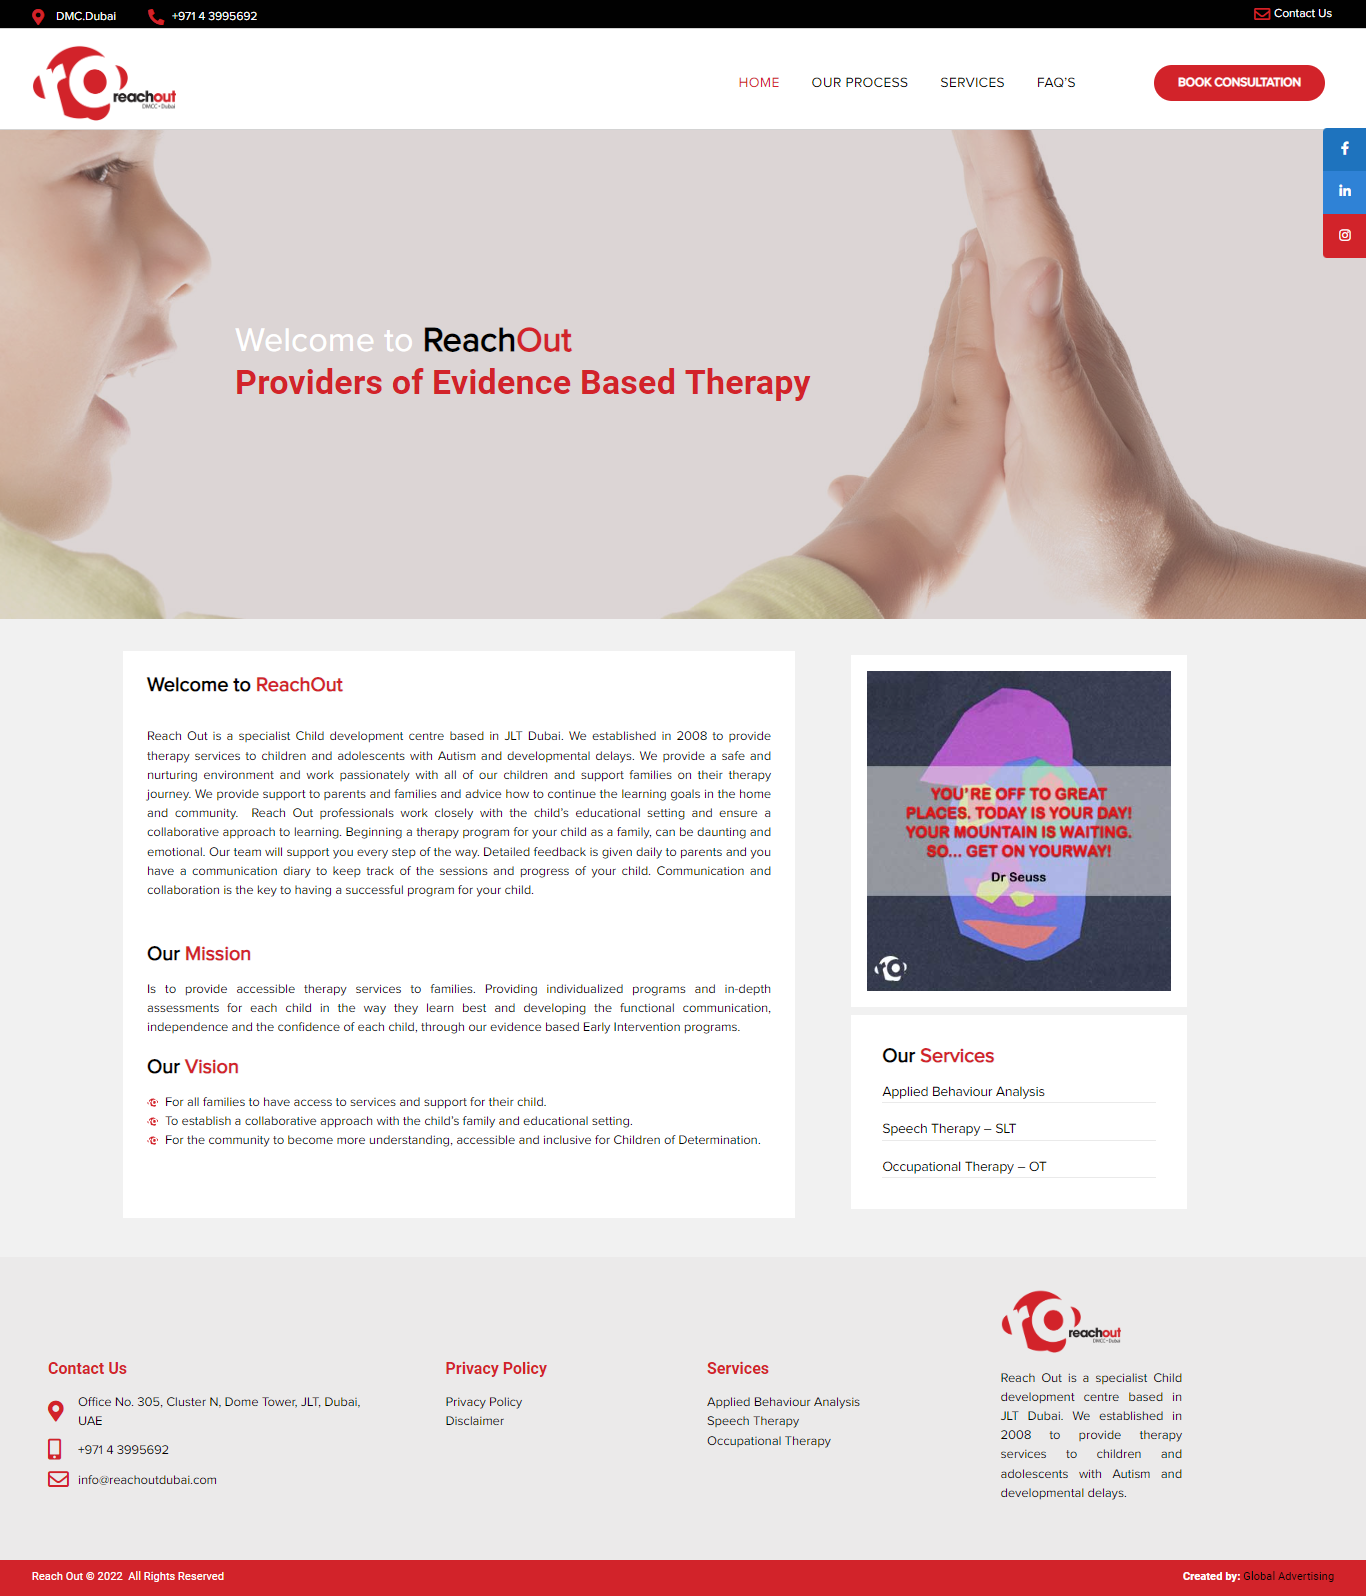 DMC.Dubai
+971 4 3995692
Contact Us
reachout
DMCC • Dubai
HOME
OUR PROCESS
SERVICES
FAQ'S
BOOK CONSULTATION
Welcome to ReachOut
Providers of Evidence Based Therapy
Welcome to ReachOut
Reach Out is a specialist Child development centre based in JLT Dubai. We established in 2008 to provide
therapy services to children and adolescents with Autism and developmental delays. We provide a safe and
nurturing environment and work passionately with all of our children and support families on their therapy
journey. We provide support to parents and families and advice how to continue the learning goals in the home
and community.  Reach Out professionals work closely with the child's educational setting and ensure a
collaborative approach to learning. Beginning a therapy program for your child as a family, can be daunting and
emotional. Our team will support you every step of the way. Detailed feedback is given daily to parents and you
have a communication diary to keep track of the sessions and progress of your child. Communication and
collaboration is the key to having a successful program for your child.
Our Mission
Is to provide accessible therapy services to families. Providing individualized programs and in-depth
assessments for each child in the way they learn best and developing the functional communication,
independence and the confidence of each child, through our evidence based Early Intervention programs.
Our Vision
For all families to have access to services and support for their child.
To establish a collaborative approach with the child's family and educational setting.
For the community to become more understanding, accessible and inclusive for Children of Determination.
YOU'RE OFF TO GREAT
PLACES, TODAY IS YOUR DAY!
YOUR MOUNTAIN IS WAITING.
SO... GET ON YOURWAY!
Dr Seuss
Our Services
Applied Behaviour Analysis
Speech Therapy – SLT
Occupational Therapy – OT
Contact Us
Office No. 305, Cluster N, Dome Tower, JLT, Dubai,
UAE
+971 4 3995692
info@reachoutdubai.com
Privacy Policy
Privacy Policy
Disclaimer
Services
Applied Behaviour Analysis
Speech Therapy
Occupational Therapy
reachout
DMCC • Dubai
Reach Out is a specialist Child
development centre based in
JLT Dubai. We established in
2008 to provide therapy
services to children and
adolescents with Autism and
developmental delays.
Reach Out © 2022  All Rights Reserved
Created by: Global Advertising